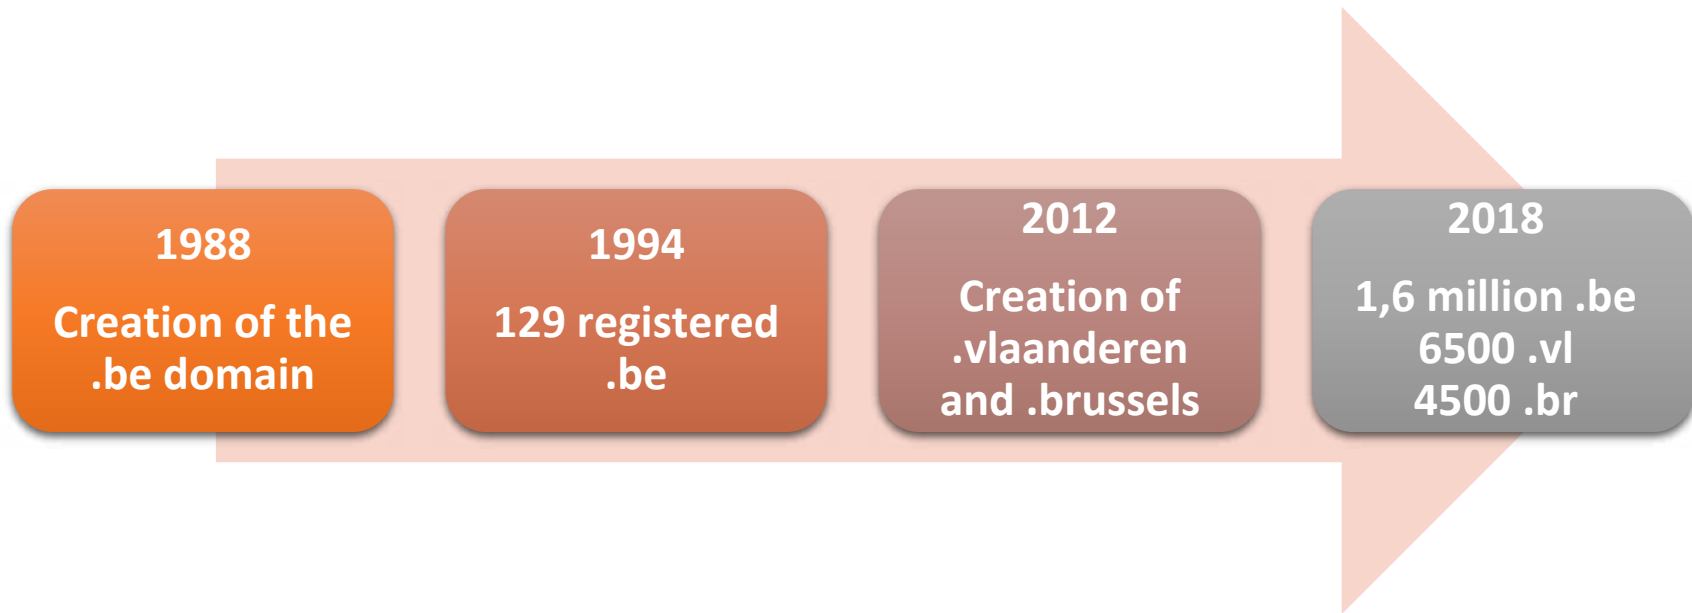 1988
Creation of the
.be domain
1994
129 registered
.be
2012
Creation of
.vlaanderen
and .brussels
2018
1,6 million .be
6500 .vl
4500 .br